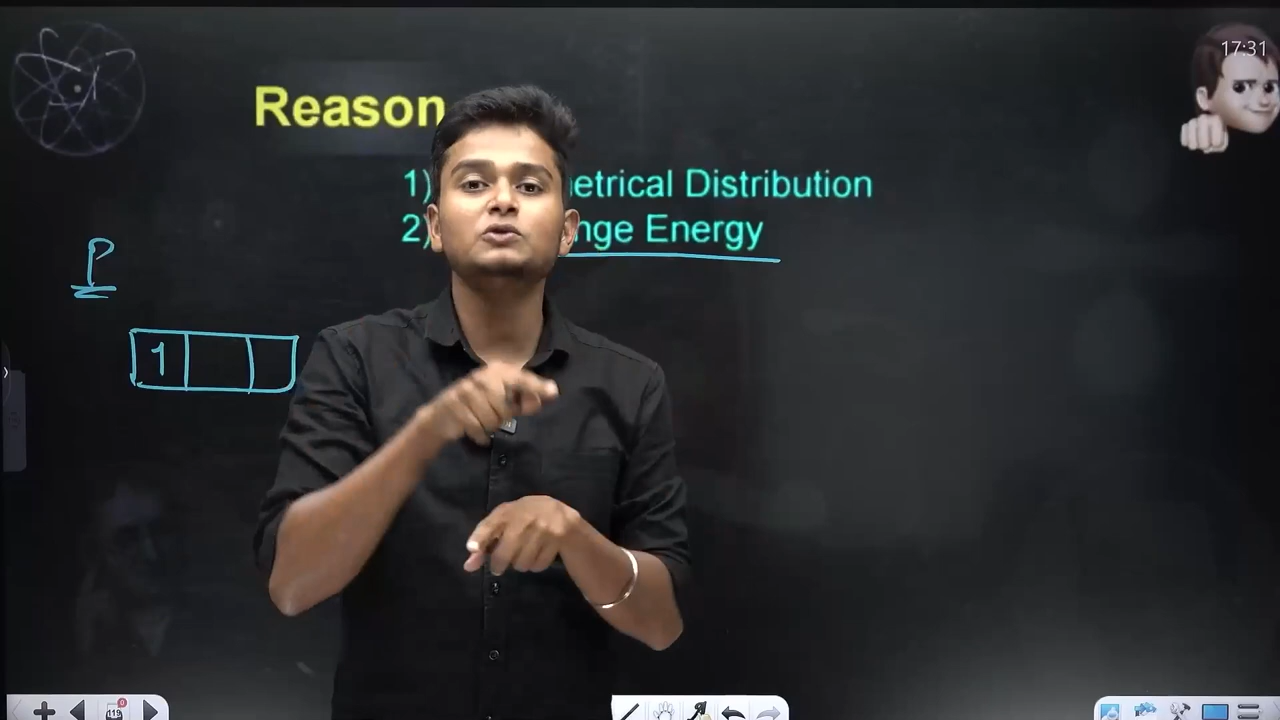 17:31
Reason
1) etrical Distribution
2) nge Energy
P
1